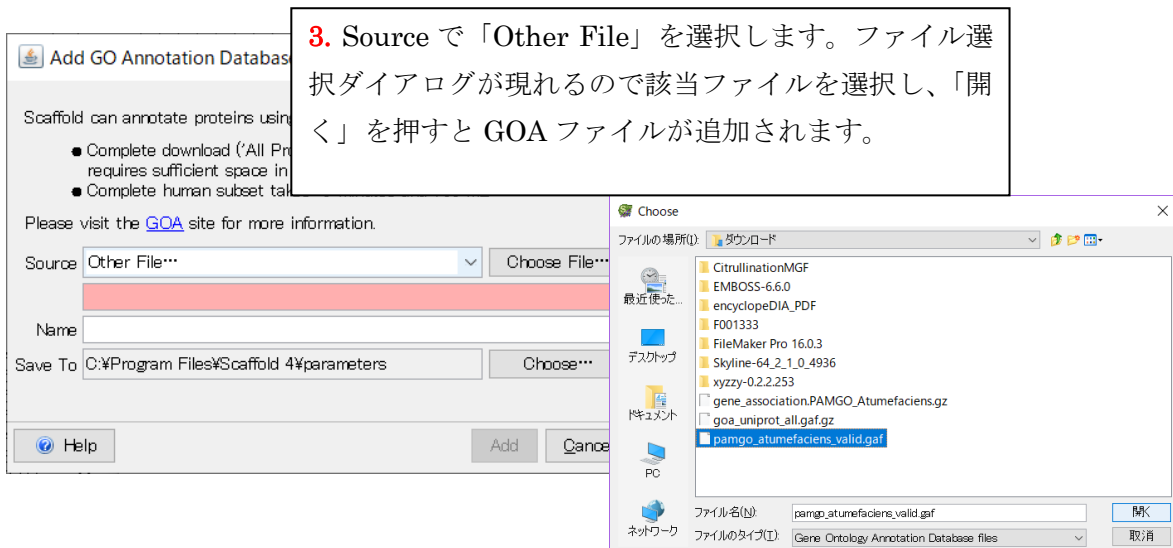 3. Source で「Other File」を選択します。ファイル選
択ダイアログが現れるので該当ファイルを選択し、「開
く」を押すと GOA ファイルが追加されます。
Add GO Annotation Databas
Scaffold can annotate proteins usin
Complete download ('All Pr
requires sufficient space in
Complete human subset tak
Please visit the GOA site for more information.
Source Other File… Choose File…
Name
Save To C:¥Program Files¥Scaffold 4¥parameters Choose…
Help Add Cance
Choose
ファイルの場所(I): ダウンロード
最近使った...
デスクトップ
ドキュメント
PC
ネットワーク
CitrullinationMGF
EMBOSS-6.6.0
encyclopeDIA_PDF
F001333
FileMaker Pro 16.0.3
Skyline-64_2_1_0_4936
xyzzy-0.2.2.253
gene_association.PAMGO_Atumefaciens.gz
goa_uniprot_all.gaf.gz
pamgo_atumefaciens_valid.gaf
ファイル名(N): pamgo_atumefaciens_valid.gaf 開く
ファイルのタイプ(T): Gene Ontology Annotation Database files 取消